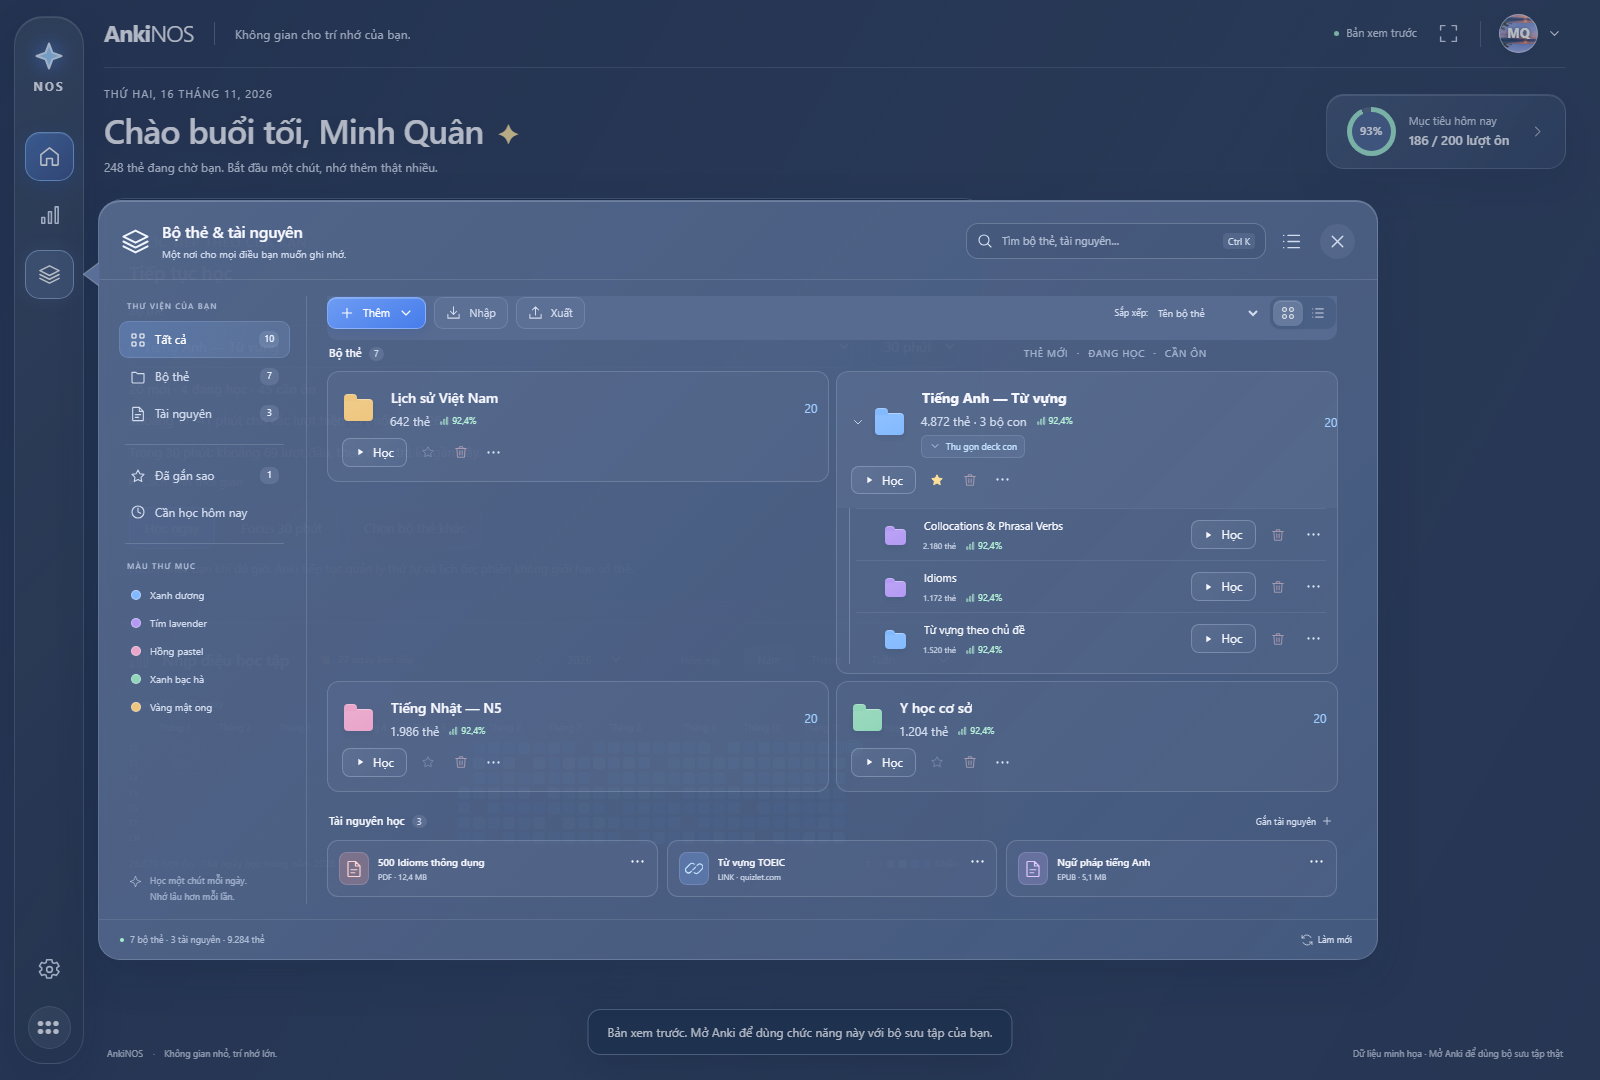 NOS
AnkiNOS
Không gian cho trí nhớ của bạn.
Bản xem trước
MQ
THỨ HAI, 16 THÁNG 11, 2026
Chào buổi tối, Minh Quân
248 thẻ đang chờ bạn. Bắt đầu một chút, nhớ thêm thật nhiều.
93%
Mục tiêu hôm nay
186 / 200 lượt ôn
Bộ thẻ & tài nguyên
Một nơi cho mọi điều bạn muốn ghi nhớ.
Tìm bộ thẻ, tài nguyên...
Ctrl K
Tiếp tục học
THƯ VIỆN CỦA BẠN
Tất cả 10
Bộ thẻ 7
Tài nguyên 3
Đã gắn sao 1
Cần học hôm nay
MÀU THƯ MỤC
Xanh dương
Tím lavender
Hồng pastel
Xanh bạc hà
Vàng mật ong
Nhịp điệu học tập
Học một chút mỗi ngày.
Nhớ lâu hơn mỗi lần.
Thêm
Nhập
Xuất
Sắp xếp: Tên bộ thẻ
Bộ thẻ 7
THẺ MỚI · ĐANG HỌC · CẦN ÔN
Lịch sử Việt Nam
642 thẻ 92,4%
20
Học
Tiếng Anh — Từ vựng
4.872 thẻ · 3 bộ con 92,4%
20
Thu gọn deck con
Học
Collocations & Phrasal Verbs
2.180 thẻ 92,4%
Học
Idioms
1.172 thẻ 92,4%
Học
Từ vựng theo chủ đề
1.520 thẻ 92,4%
Học
Tiếng Nhật — N5
1.986 thẻ 92,4%
20
Học
Y học cơ sở
1.204 thẻ 92,4%
20
Học
Tài nguyên học 3
Gắn tài nguyên
500 Idioms thông dụng
PDF · 12,4 MB
Từ vựng TOEIC
LINK · quizlet.com
Ngữ pháp tiếng Anh
EPUB · 5,1 MB
7 bộ thẻ · 3 tài nguyên · 9.284 thẻ
Làm mới
Bản xem trước. Mở Anki để dùng chức năng này với bộ sưu tập của bạn.
AnkiNOS · Không gian nhỏ, trí nhớ lớn.
Dữ liệu minh họa · Mở Anki để dùng bộ sưu tập thật